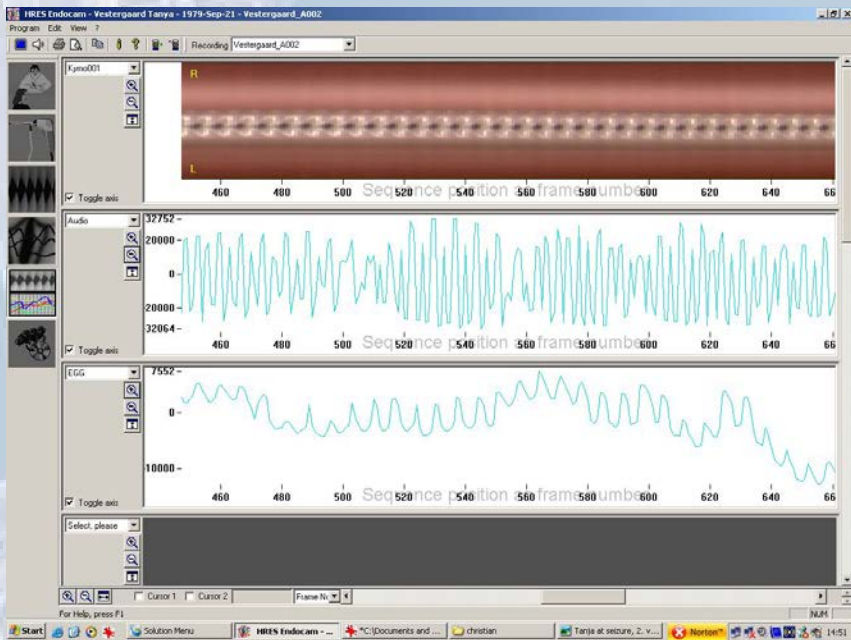 HRES Endocam - Vestergaard Tanya - 1979-Sep-21 - Vestergaard_A002
Program Edit View ?
Recording Vestergaard_A002
Kymo001
R
L
Toggle axis
460 480 500 520 540 560 580 600 620 640 66
Sequence position as frame number
Audio
32752
20000
0
20000
32064
Toggle axis
460 480 500 520 540 560 580 600 620 640 66
Sequence position as frame number
EGG
7552
0
10000
Toggle axis
460 480 500 520 540 560 580 600 620 640 66
Sequence position as frame number
Select, please
Cursor 1 Cursor 2 Frame Nr
For Help, press F1 NUM
Start Solution Menu HRES Endocam - ... *C:\Documents and ... christian Tanja at seizure, 2. v... Norton™ 14:51